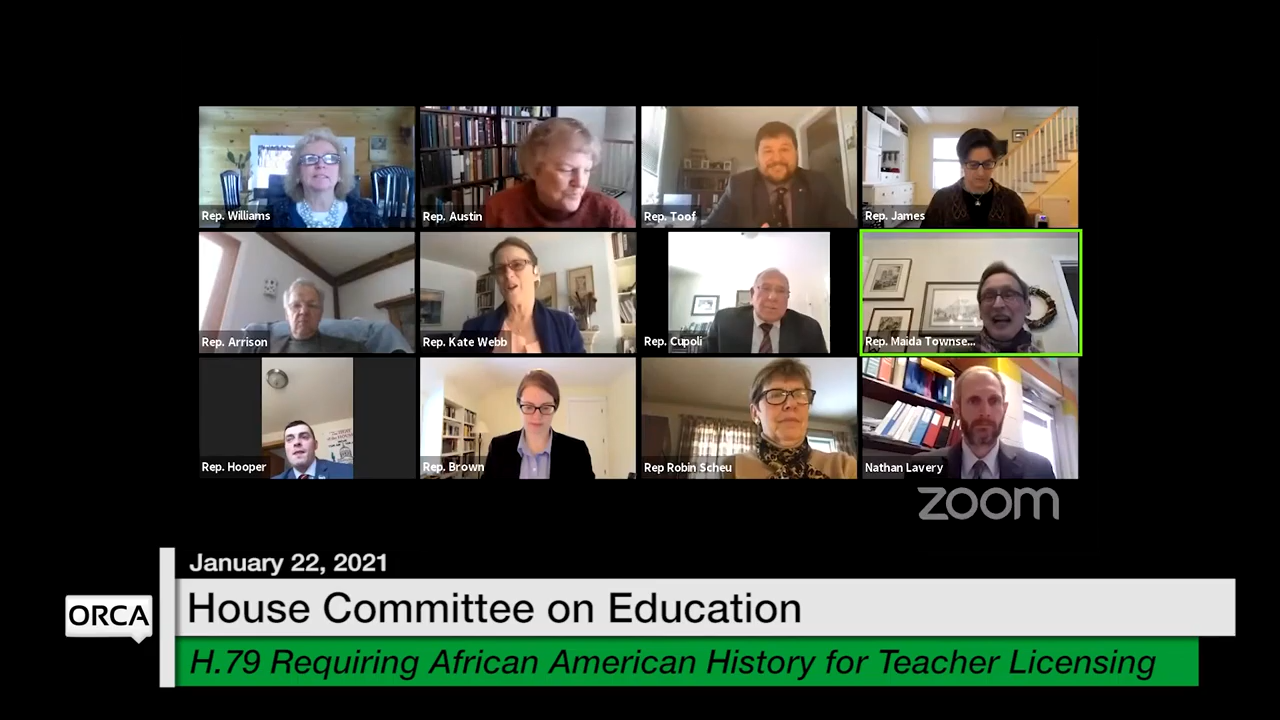 Rep. Williams
Rep. Austin
Rep. Toof
Rep. James
Rep. Arrison
Rep. Kate Webb
Rep. Cupoli
Rep. Maida Townse...
Rep. Hooper
Rep. Brown
Rep Robin Scheu
Nathan Lavery
zoom
January 22, 2021
ORCA
House Committee on Education
H.79 Requiring African American History for Teacher Licensing